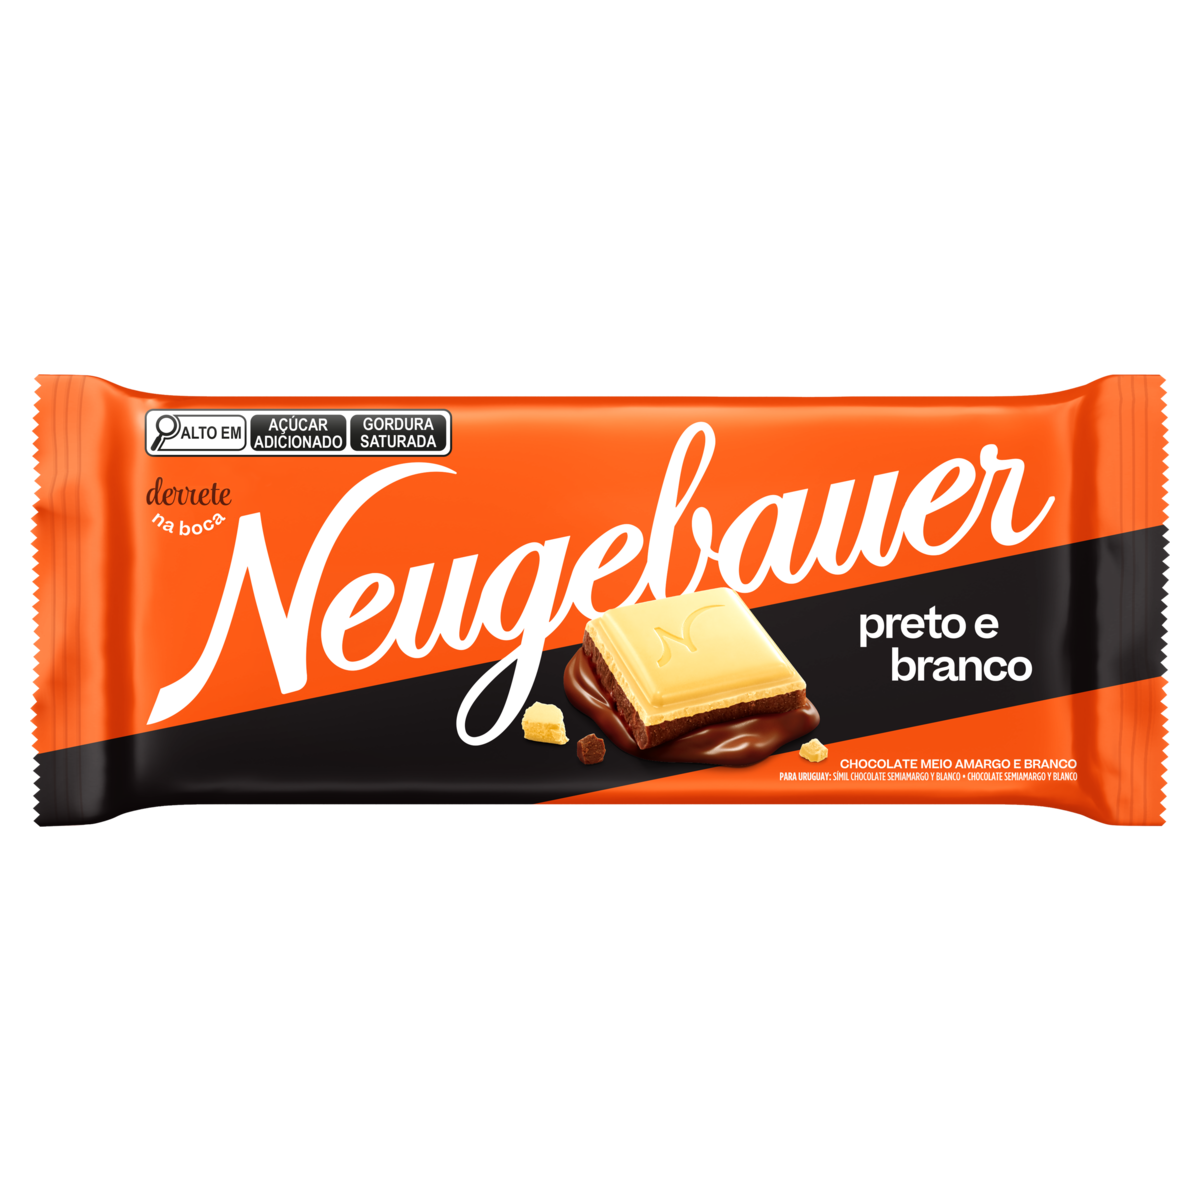 ALTO EM
AÇÚCAR
ADICIONADO
GORDURA
SATURADA
derrete
na boca
Neugebauer
N
preto e
branco
CHOCOLATE MEIO AMARGO E BRANCO
PARA URUGUAY: SÍMIL CHOCOLATE SEMIAMARGO Y BLANCO • CHOCOLATE SEMIAMARGO Y BLANCO